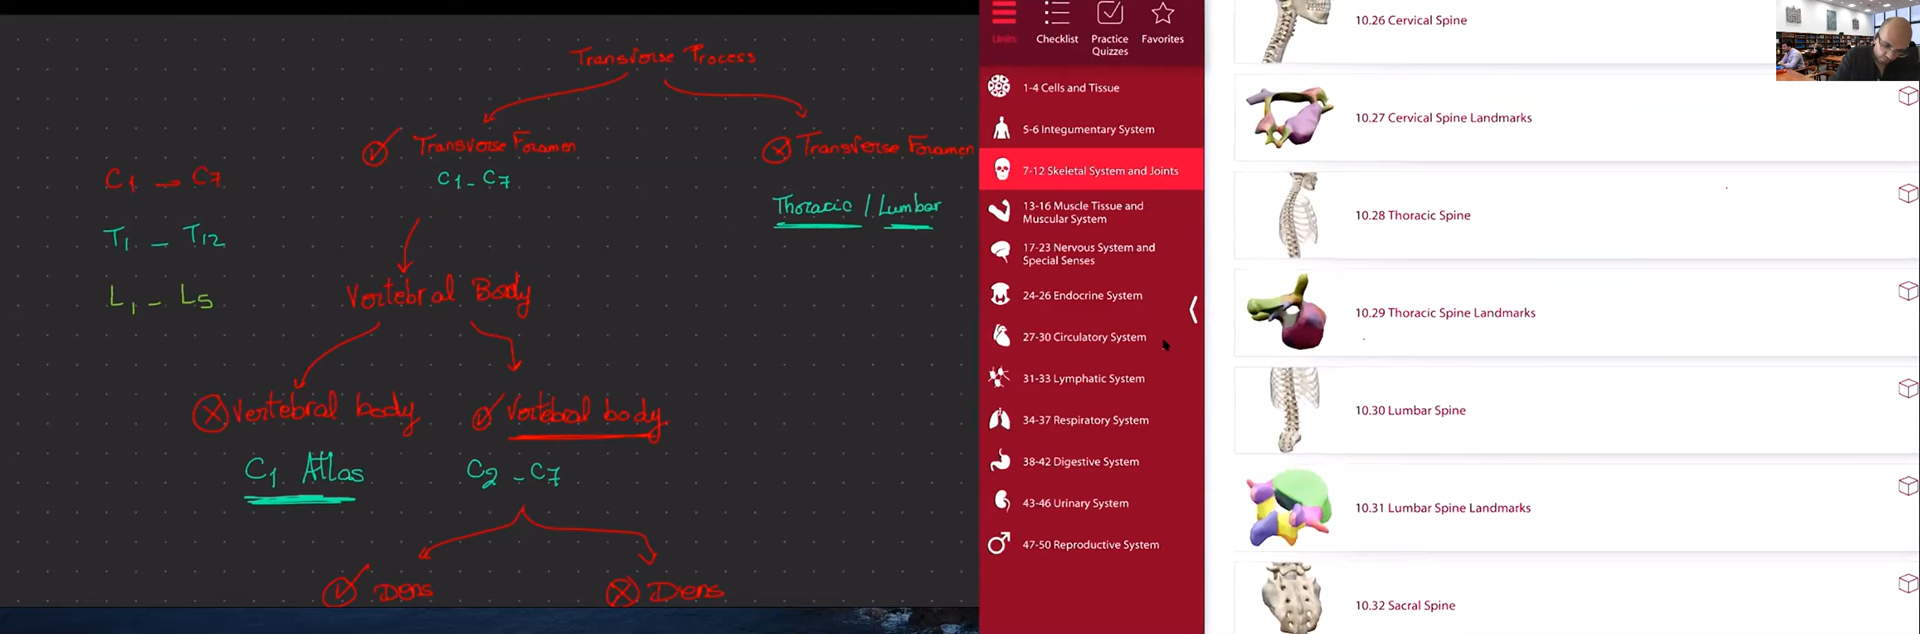 Transverse Process
Transverse Foramen
C1 - C7
Transverse Foramen
Thoracic / Lumbar
C1 → C7
T1 - T12
L1 - L5
Vertebral Body
Vertebral body
C1 Atlas
Vertebral body
C2 - C7
Dens
Dens
Units
Checklist
Practice
Quizzes
Favorites
1-4 Cells and Tissue
5-6 Integumentary System
7-12 Skeletal System and Joints
13-16 Muscle Tissue and
Muscular System
17-23 Nervous System and
Special Senses
24-26 Endocrine System
27-30 Circulatory System
31-33 Lymphatic System
34-37 Respiratory System
38-42 Digestive System
43-46 Urinary System
47-50 Reproductive System
10.26 Cervical Spine
10.27 Cervical Spine Landmarks
10.28 Thoracic Spine
10.29 Thoracic Spine Landmarks
10.30 Lumbar Spine
10.31 Lumbar Spine Landmarks
10.32 Sacral Spine